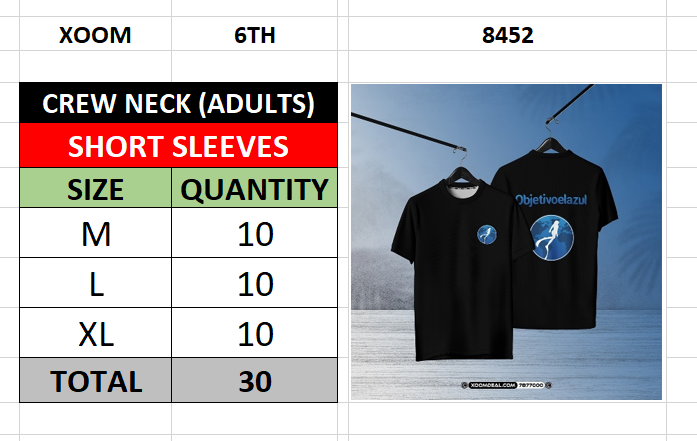 XOOM 6TH 8452
CREW NECK (ADULTS)
SHORT SLEEVES
SIZE QUANTITY
M 10
L 10
XL 10
TOTAL 30
Objetivoelazul
XOOMDEAL.COM 7877000